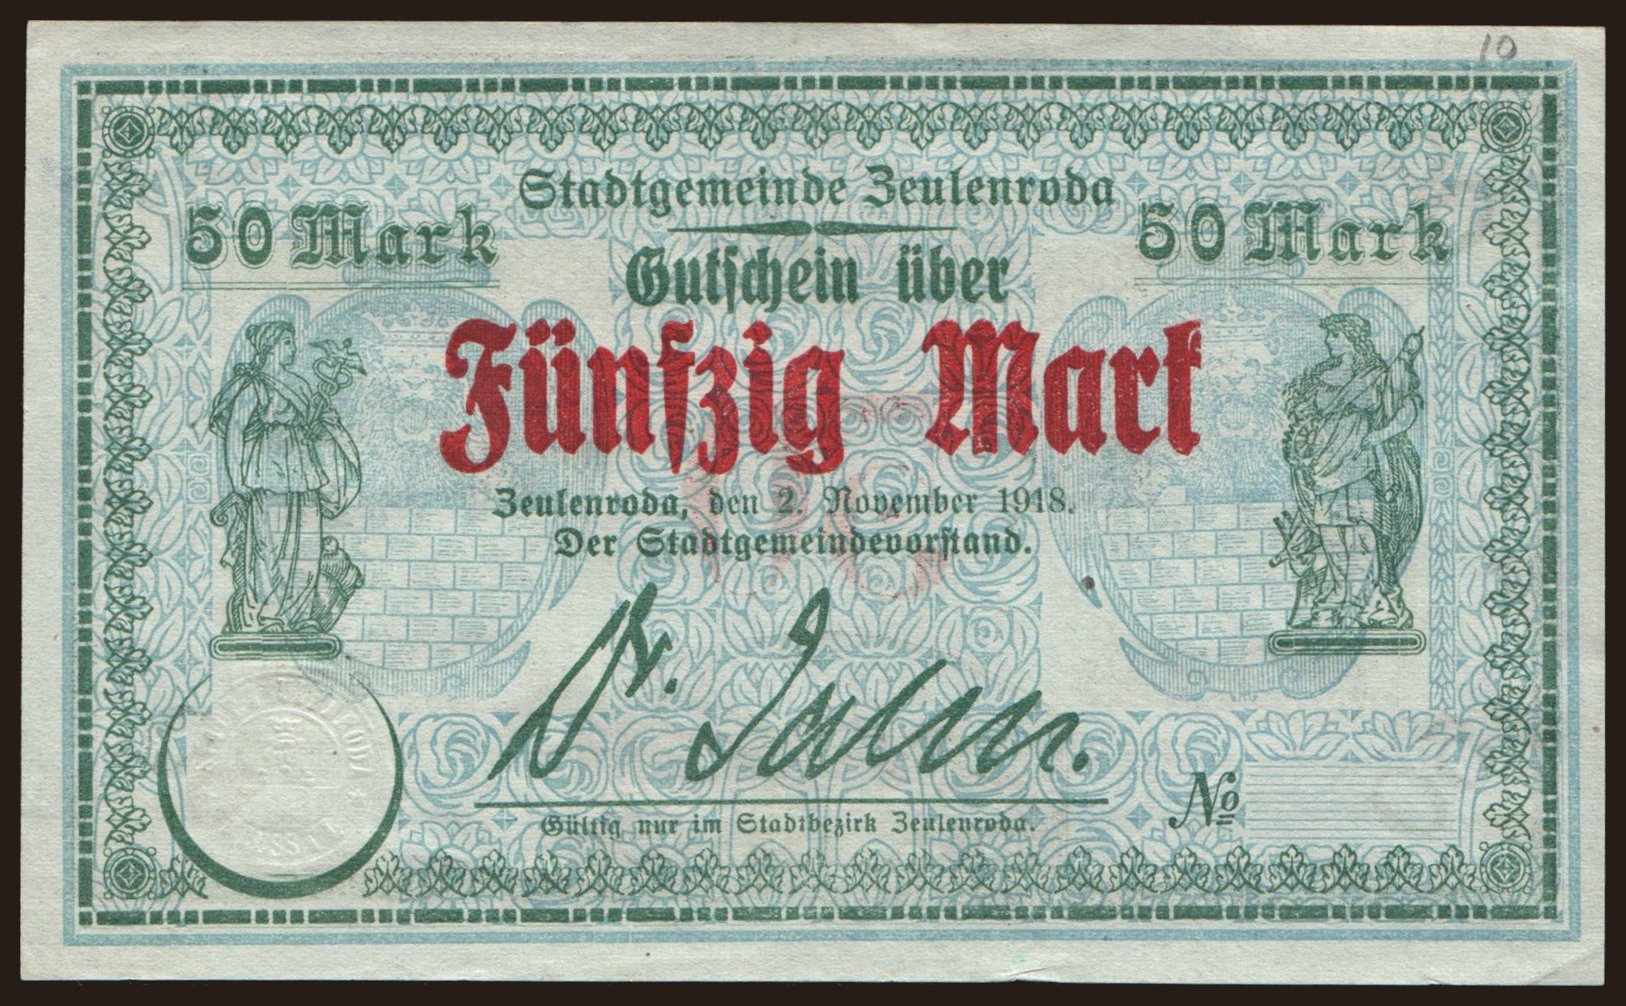 10
Stadtgemeinde Zeulenroda
50 Mark
50 Mark
Gutschein über
Fünfzig Mark
Zeulenroda, den 2. November 1918.
Der Stadtgemeindevorstand.
Dr.
Gültig nur im Stadtbezirk Zeulenroda.
No